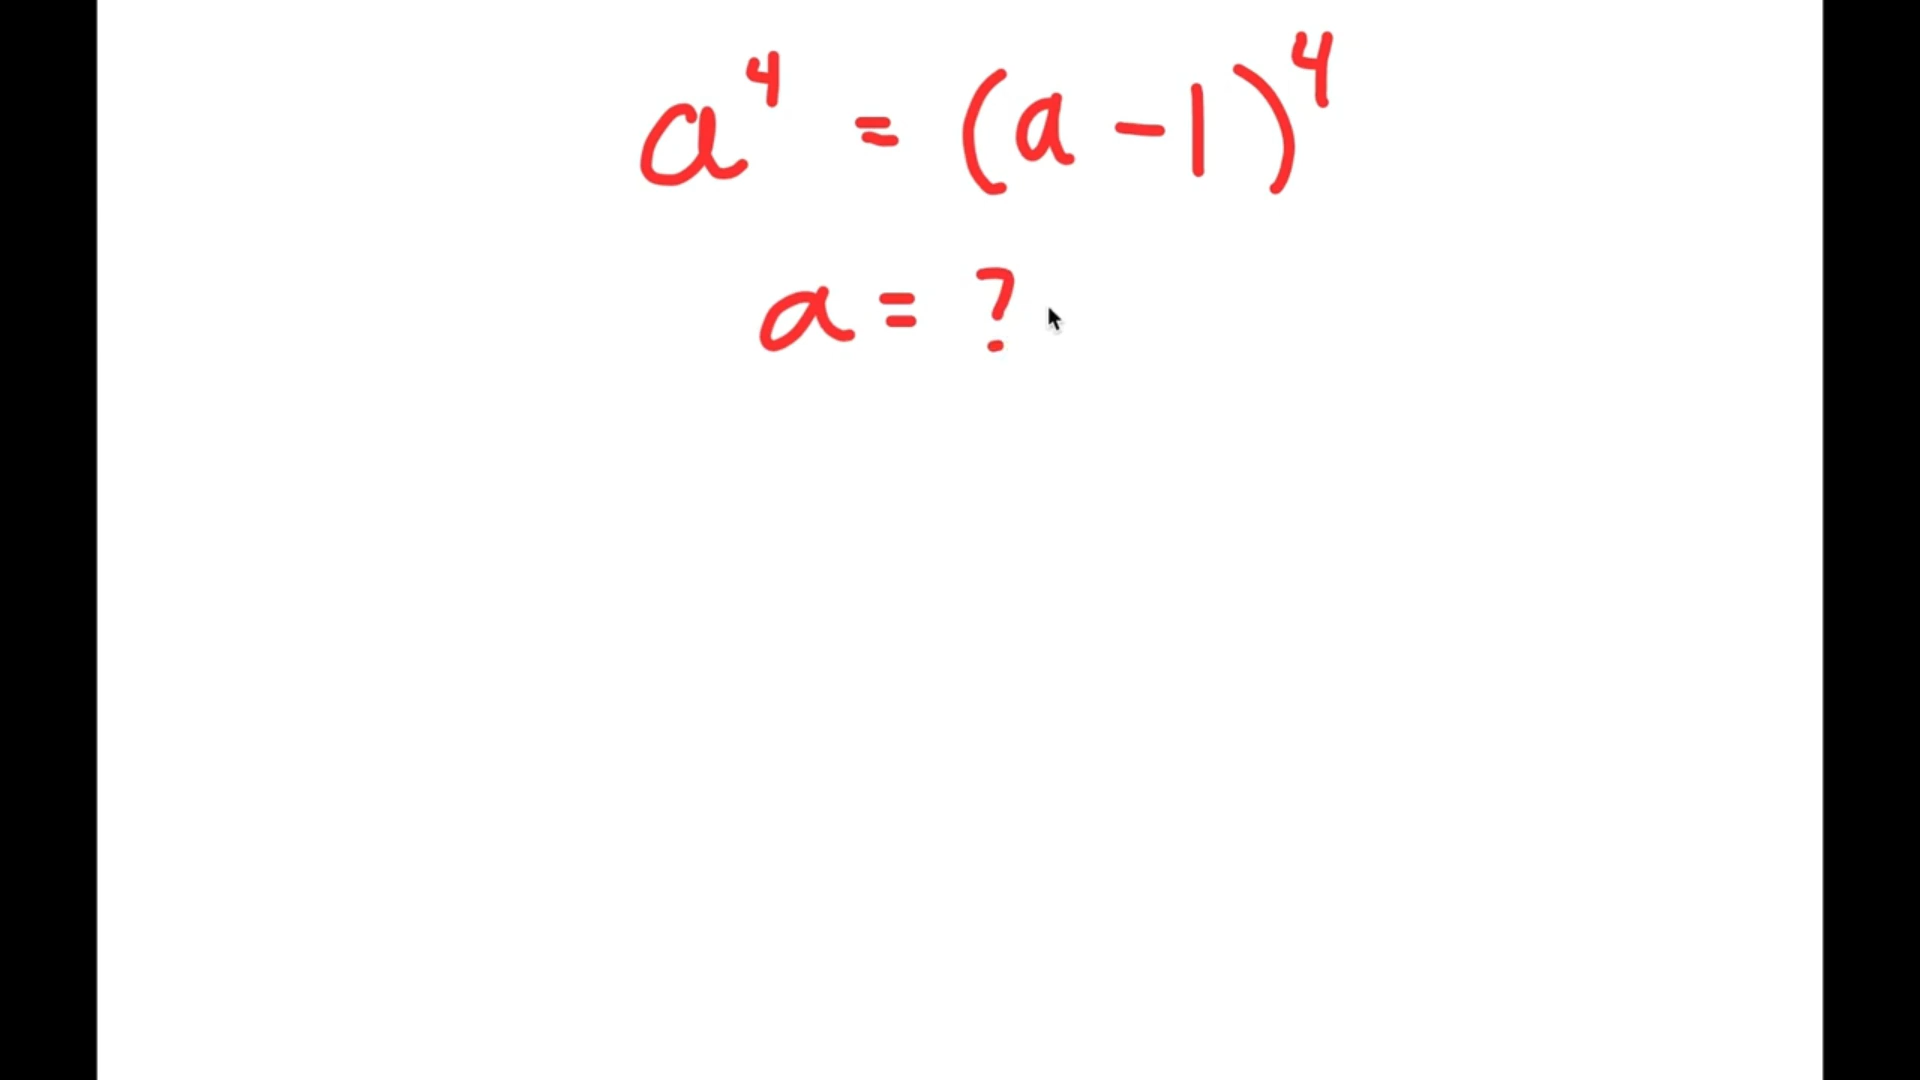 a⁴ = (a - 1)⁴
a = ?